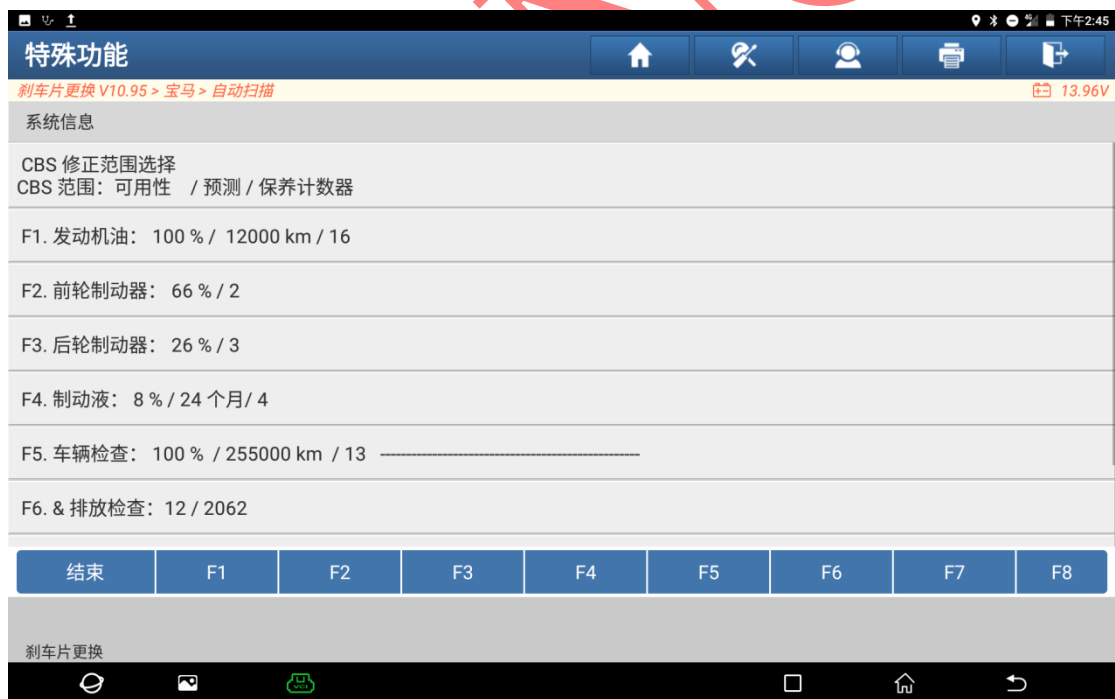 下午2:45
特殊功能
刹车片更换 V10.95 > 宝马 > 自动扫描
13.96V
系统信息
CBS 修正范围选择
CBS 范围：可用性 / 预测 / 保养计数器
F1. 发动机油： 100 % / 12000 km / 16
F2. 前轮制动器： 66 % / 2
F3. 后轮制动器： 26 % / 3
F4. 制动液： 8 % / 24 个月/ 4
F5. 车辆检查： 100 % / 255000 km / 13 --------------------------------------------------
F6. & 排放检查：12 / 2062
结束 F1 F2 F3 F4 F5 F6 F7 F8
刹车片更换
VCI